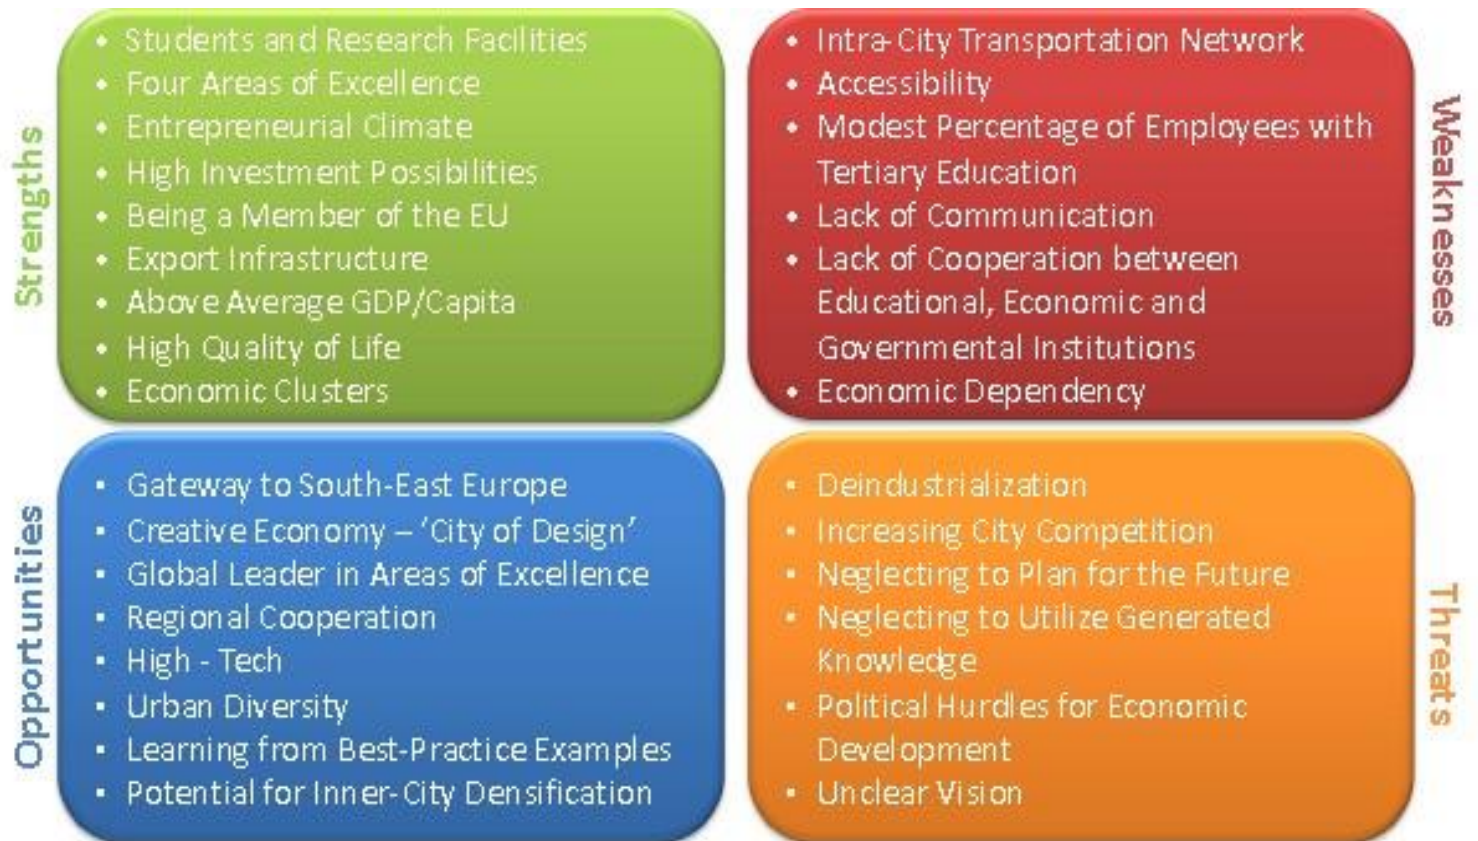 Strengths
• Students and Research Facilities
• Four Areas of Excellence
• Entrepreneurial Climate
• High Investment Possibilities
• Being a Member of the EU
• Export Infrastructure
• Above Average GDP/Capita
• High Quality of Life
• Economic Clusters
Weaknesses
• Intra-City Transportation Network
• Accessibility
• Modest Percentage of Employees with
Tertiary Education
• Lack of Communication
• Lack of Cooperation between
Educational, Economic and
Governmental Institutions
• Economic Dependency
Opportunities
▪ Gateway to South-East Europe
▪ Creative Economy – ‘City of Design’
▪ Global Leader in Areas of Excellence
▪ Regional Cooperation
▪ High - Tech
▪ Urban Diversity
▪ Learning from Best-Practice Examples
▪ Potential for Inner-City Densification
Threats
▪ Deindustrialization
▪ Increasing City Competition
▪ Neglecting to Plan for the Future
▪ Neglecting to Utilize Generated
Knowledge
▪ Political Hurdles for Economic
Development
▪ Unclear Vision